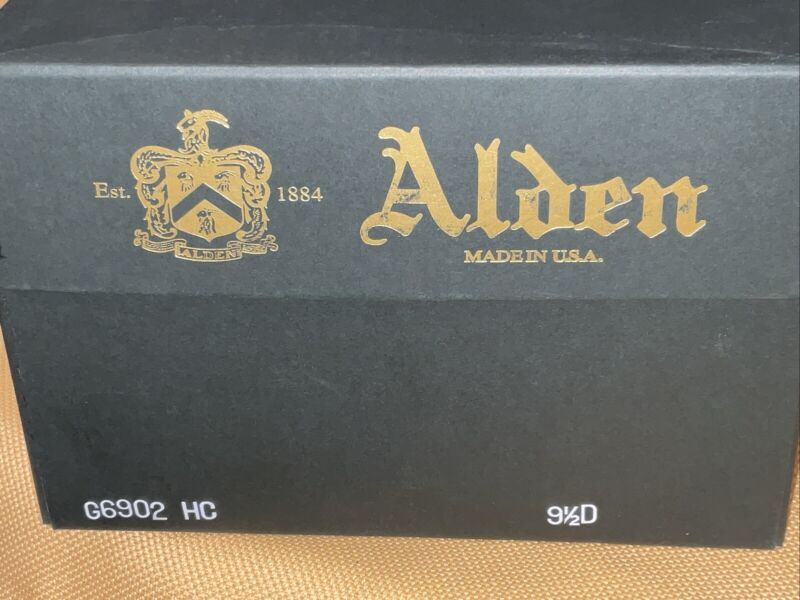 Est. 1884
ALDEN
Alden
MADE IN U.S.A.
G6902 HC
9½D